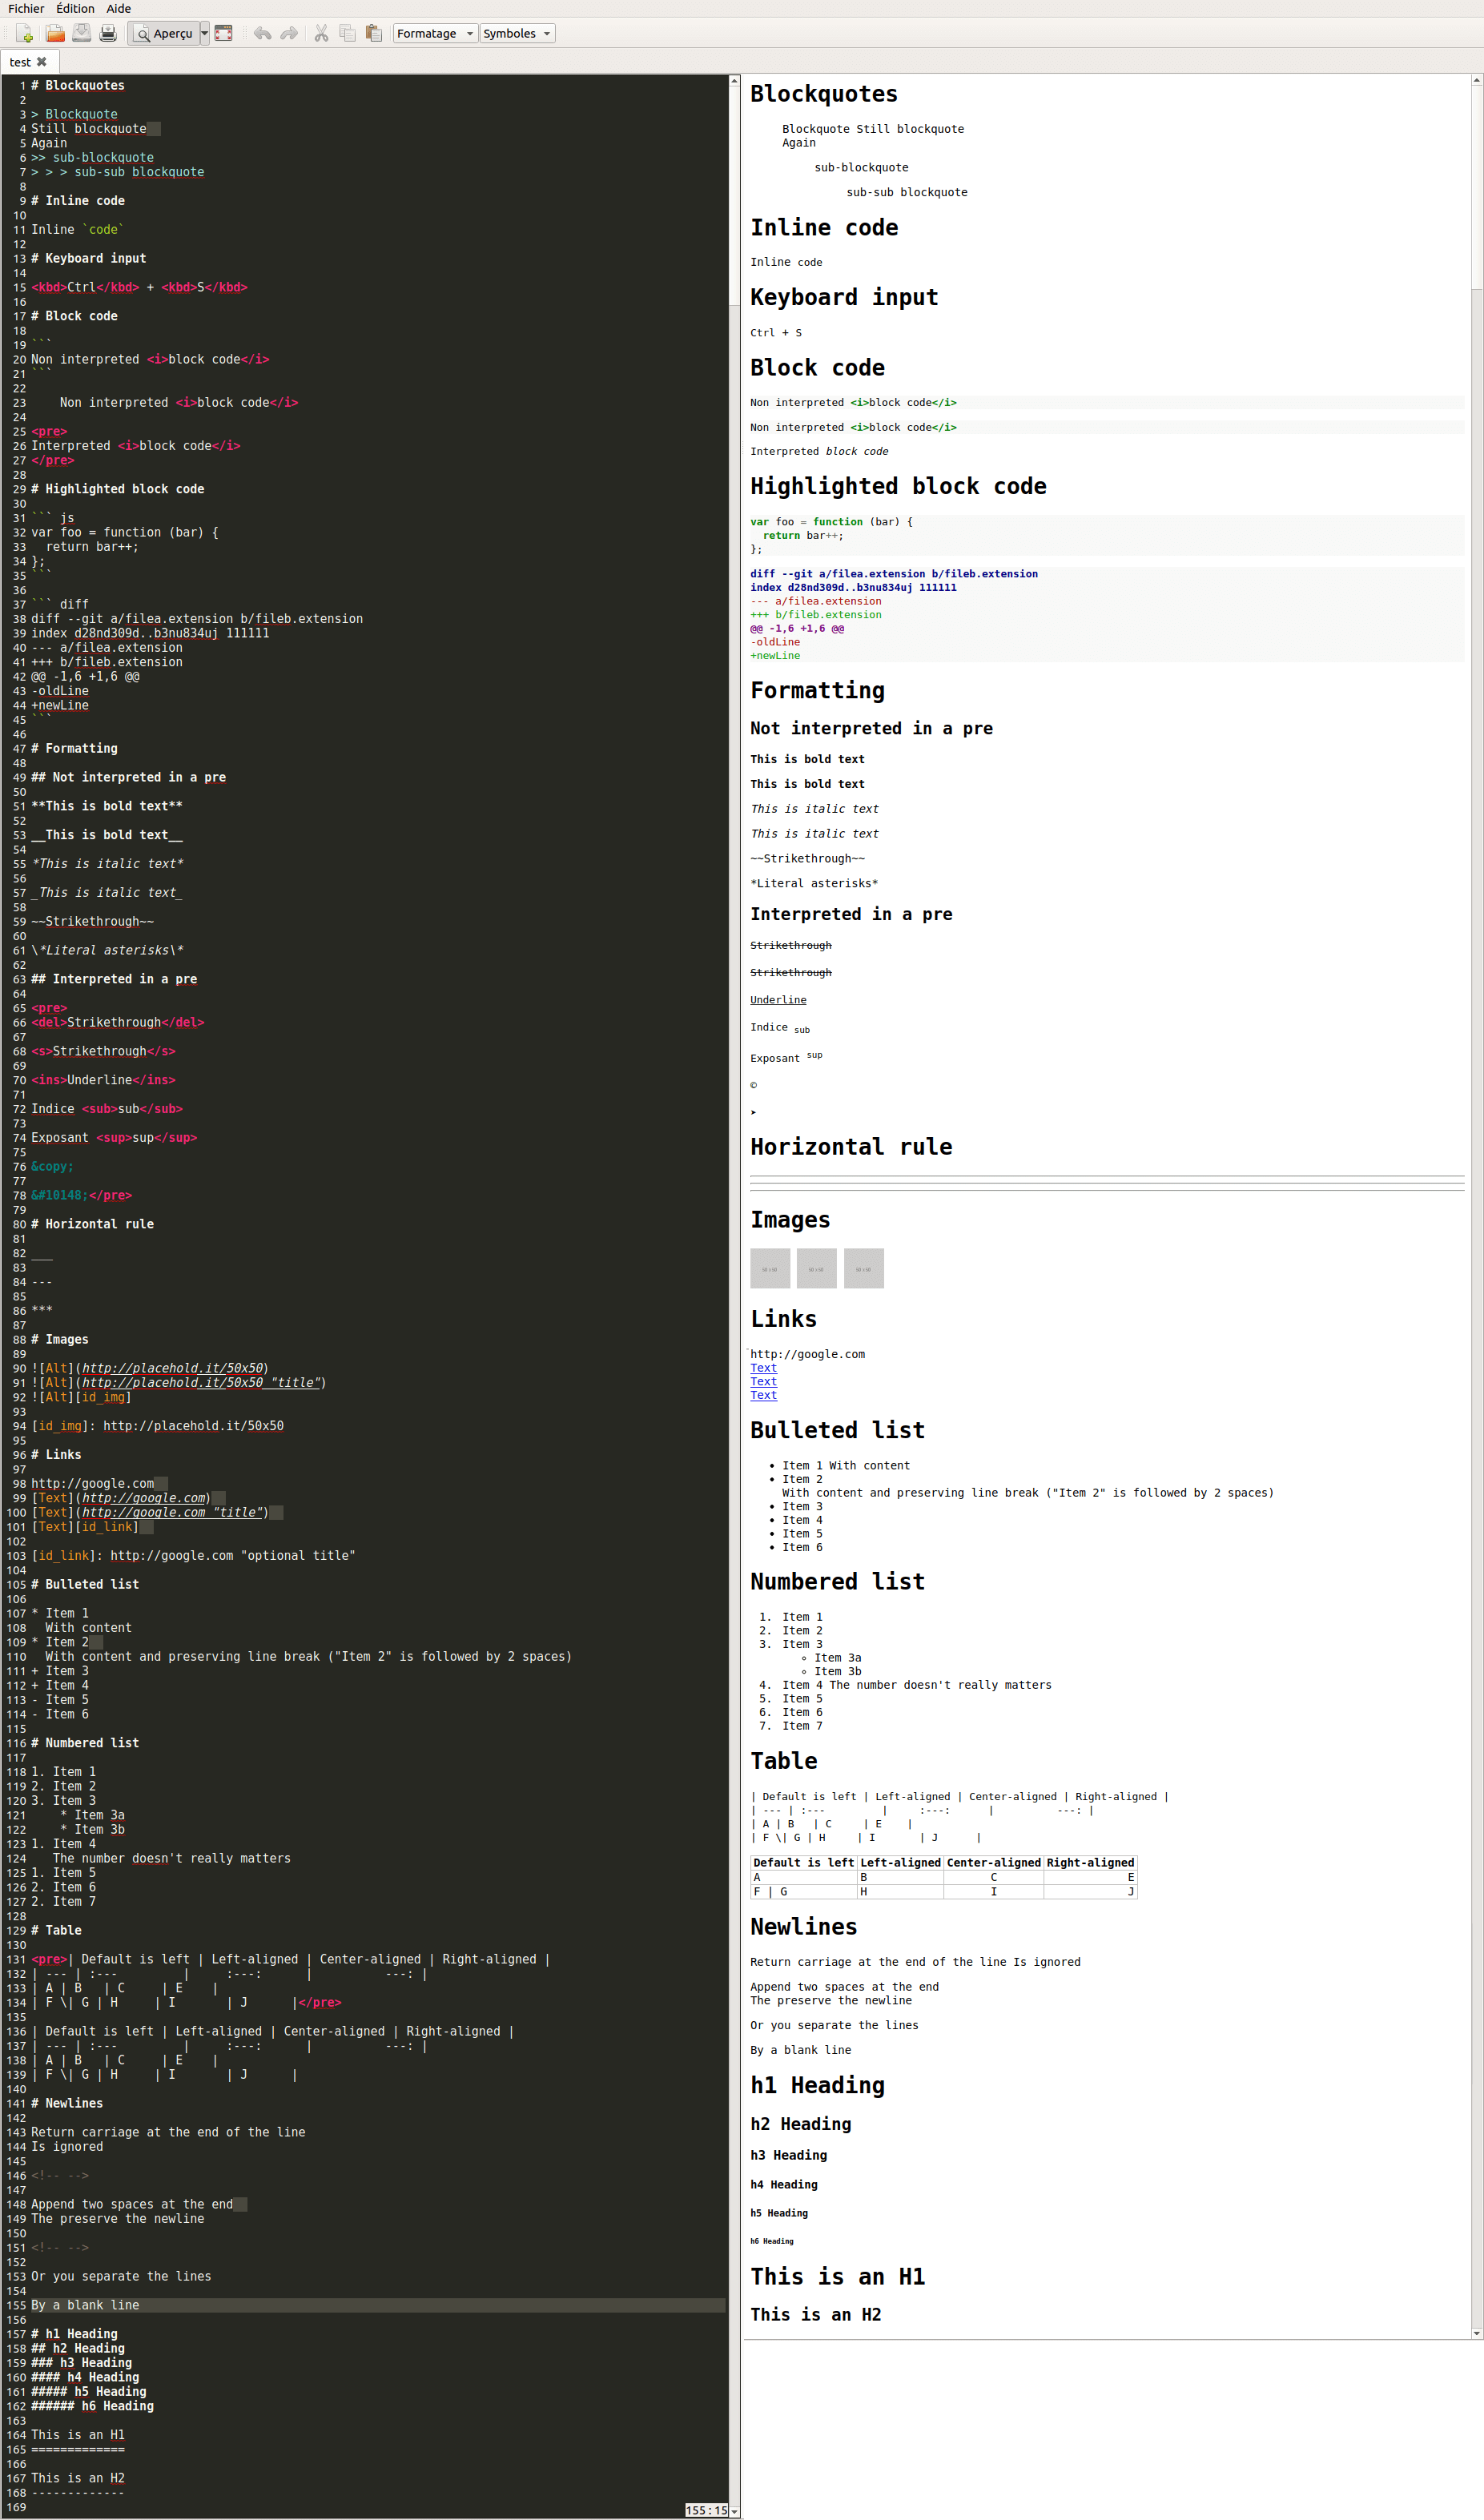 Fichier Édition Aide
Aperçu Formatage Symboles
test
1 # Blockquotes
2
3 > Blockquote
4 Still blockquote
5 Again
6 >> sub-blockquote
7 > > > sub-sub blockquote
8
9 # Inline code
10
11 Inline `code`
12
13 # Keyboard input
14
15 <kbd>Ctrl</kbd> + <kbd>S</kbd>
16
17 # Block code
18
19 ```
20 Non interpreted <i>block code</i>
21 ```
22
23     Non interpreted <i>block code</i>
24
25 <pre>
26 Interpreted <i>block code</i>
27 </pre>
28
29 # Highlighted block code
30
31 ``` js
32 var foo = function (bar) {
33   return bar++;
34 };
35 ```
36
37 ``` diff
38 diff --git a/filea.extension b/fileb.extension
39 index d28nd309d..b3nu834uj 111111
40 --- a/filea.extension
41 +++ b/fileb.extension
42 @@ -1,6 +1,6 @@
43 -oldLine
44 +newLine
45 ```
46
47 # Formatting
48
49 ## Not interpreted in a pre
50
51 **This is bold text**
52
53 __This is bold text__
54
55 *This is italic text*
56
57 _This is italic text_
58
59 ~~Strikethrough~~
60
61 \*Literal asterisks\*
62
63 ## Interpreted in a pre
64
65 <pre>
66 <del>Strikethrough</del>
67
68 <s>Strikethrough</s>
69
70 <ins>Underline</ins>
71
72 Indice <sub>sub</sub>
73
74 Exposant <sup>sup</sup>
75
76 &copy;
77
78 &#10148;</pre>
79
80 # Horizontal rule
81
82 ___
83
84 ---
85
86 ***
87
88 # Images
89
90 ![Alt](http://placehold.it/50x50)
91 ![Alt](http://placehold.it/50x50 "title")
92 ![Alt][id_img]
93
94 [id_img]: http://placehold.it/50x50
95
96 # Links
97
98 http://google.com
99 [Text](http://google.com)
100 [Text](http://google.com "title")
101 [Text][id_link]
102
103 [id_link]: http://google.com "optional title"
104
105 # Bulleted list
106
107 * Item 1
108   With content
109 * Item 2
110   With content and preserving line break ("Item 2" is followed by 2 spaces)
111 + Item 3
112 + Item 4
113 - Item 5
114 - Item 6
115
116 # Numbered list
117
118 1. Item 1
119 2. Item 2
120 3. Item 3
121     * Item 3a
122     * Item 3b
123 1. Item 4
124    The number doesn't really matters
125 1. Item 5
126 2. Item 6
127 2. Item 7
128
129 # Table
130
131 <pre>| Default is left | Left-aligned | Center-aligned | Right-aligned |
132 | --- | :---         |     :---:      |          ---: |
133 | A | B   | C     | E    |
134 | F \| G | H     | I       | J      |</pre>
135
136 | Default is left | Left-aligned | Center-aligned | Right-aligned |
137 | --- | :---         |     :---:      |          ---: |
138 | A | B   | C     | E    |
139 | F \| G | H     | I       | J      |
140
141 # Newlines
142
143 Return carriage at the end of the line
144 Is ignored
145
146 <!-- -->
147
148 Append two spaces at the end
149 The preserve the newline
150
151 <!-- -->
152
153 Or you separate the lines
154
155 By a blank line
156
157 # h1 Heading
158 ## h2 Heading
159 ### h3 Heading
160 #### h4 Heading
161 ##### h5 Heading
162 ###### h6 Heading
163
164 This is an H1
165 =============
166
167 This is an H2
168 -------------
169
155:15
Blockquotes
Blockquote Still blockquote
Again
sub-blockquote
sub-sub blockquote
Inline code
Inline code
Keyboard input
Ctrl + S
Block code
Non interpreted <i>block code</i>
Non interpreted <i>block code</i>
Interpreted block code
Highlighted block code
var foo = function (bar) {
  return bar++;
};
diff --git a/filea.extension b/fileb.extension
index d28nd309d..b3nu834uj 111111
--- a/filea.extension
+++ b/fileb.extension
@@ -1,6 +1,6 @@
-oldLine
+newLine
Formatting
Not interpreted in a pre
This is bold text
This is bold text
This is italic text
This is italic text
~~Strikethrough~~
*Literal asterisks*
Interpreted in a pre
Strikethrough
Strikethrough
Underline
Indice sub
Exposant sup
©
➤
Horizontal rule
Images
50 x 50 50 x 50 50 x 50
Links
http://google.com
Text
Text
Text
Bulleted list
• Item 1 With content
• Item 2
With content and preserving line break ("Item 2" is followed by 2 spaces)
• Item 3
• Item 4
• Item 5
• Item 6
Numbered list
1. Item 1
2. Item 2
3. Item 3
◦ Item 3a
◦ Item 3b
4. Item 4 The number doesn't really matters
5. Item 5
6. Item 6
7. Item 7
Table
| Default is left | Left-aligned | Center-aligned | Right-aligned |
| --- | :---         |     :---:      |          ---: |
| A | B   | C     | E    |
| F \| G | H     | I       | J      |
Default is left Left-aligned Center-aligned Right-aligned
A B C E
F | G H I J
Newlines
Return carriage at the end of the line Is ignored
Append two spaces at the end
The preserve the newline
Or you separate the lines
By a blank line
h1 Heading
h2 Heading
h3 Heading
h4 Heading
h5 Heading
h6 Heading
This is an H1
This is an H2